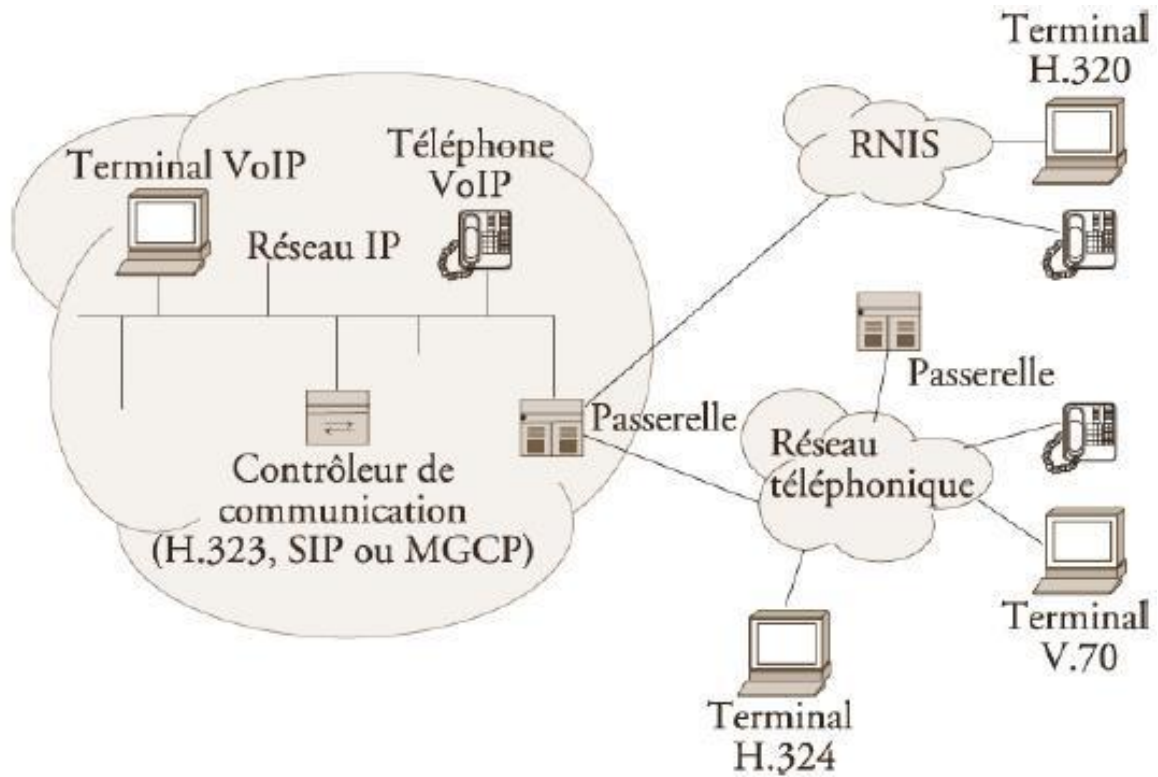 Terminal
H.320
Téléphone
VoIP
Terminal VoIP
RNIS
Réseau IP
Passerelle
Passerelle
Réseau
téléphonique
Contrôleur de
communication
(H.323, SIP ou MGCP)
Terminal
V.70
Terminal
H.324